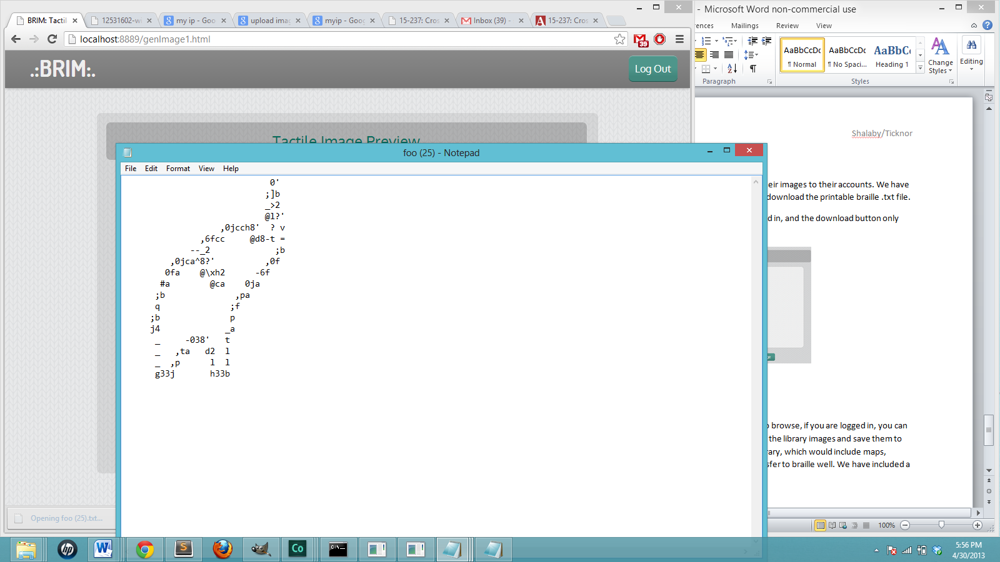 BRIM: Tactil
12531602-wi
my ip - Goo
upload imag
myip - Goog
15-237: Cros
Inbox (39) -
15-237: Cros
localhost:8889/genImage1.html
39
.:BRIM:.
Log Out
Tactile Image Preview
- Microsoft Word non-commercial use
ences Mailings Review View
AaBbCcDc AaBbCcDc AaBbCc
¶ Normal ¶ No Spaci... Heading 1
Change Styles
Editing
Paragraph Styles
Shalaby/Ticknor
eir images to their accounts. We have
download the printable braille .txt file.
d in, and the download button only
foo (25) - Notepad
File Edit Format View Help
0'
;]b
_>2
@l?'
,0jcch8' ? v
,6fcc @d8-t =
--_2 ;b
,0jca^8?' ,0f
0fa @\xh2 -6f
#a @ca 0ja
;b ,pa
q ;f
;b p
j4 _a
_ -038' t
_ ,ta d2 l
_ ,p l l
g33j h33b
o browse, if you are logged in, you can
the library images and save them to
rary, which would include maps,
sfer to braille well. We have included a
Opening foo (25).txt...
100%
5:56 PM
4/30/2013